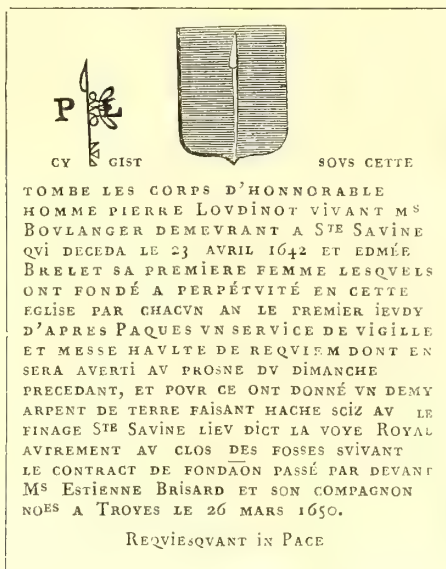 P L
CY GIST SOVS CETTE
TOMBE LES CORPS D'HONNORABLE
HOMME PIERRE LOVDINOT VIVANT Mˢ
BOVLANGER DEMEVRANT A Sᵀᴱ SAVINE
QVI DECEDA LE 23 AVRIL 1642 ET EDMÉE
BRELET SA PREMIERE FEMME LESQVELS
ONT FONDÉ A PERPÉTVITÉ EN CETTE
EGLISE PAR CHACVN AN LE PREMIER IEVDY
D'APRES PAQVES VN SERVICE DE VIGILLE
ET MESSE HAVLTE DE REQVIEM DONT EN
SERA AVERTI AV PROSNE DV DIMANCHE
PRECEDANT, ET POVR CE ONT DONNÉ VN DEMY
ARPENT DE TERRE FAISANT HACHE SCIZ AV LE
FINAGE Sᵀᴱ SAVINE LIEV DICT LA VOYE ROYAL
AVTREMENT AV CLOS DES FOSSES SVIVANT
LE CONTRACT DE FONDAŌN PASSÉ PAR DEVANT
Mˢ ESTIENNE BRISARD ET SON COMPAGNON
NOᴱˢ A TROYES LE 26 MARS 1650.
REQVIESQVANT IN PACE